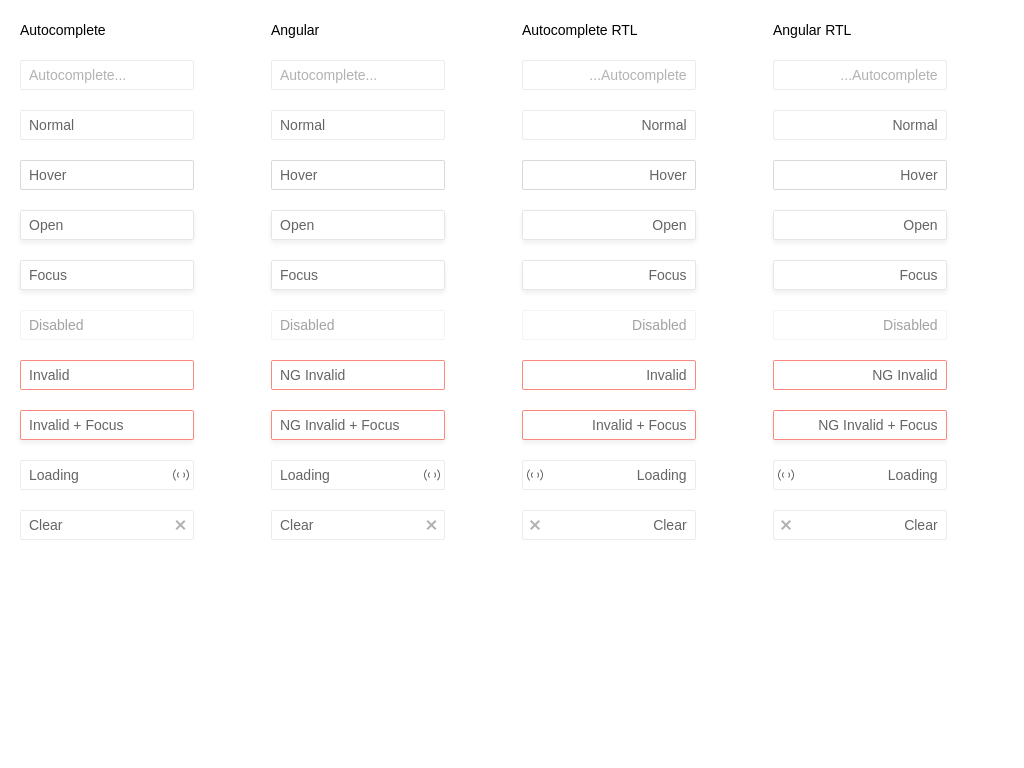 Autocomplete Angular Autocomplete RTL Angular RTL
Autocomplete... Autocomplete... ...Autocomplete ...Autocomplete
Normal Normal Normal Normal
Hover Hover Hover Hover
Open Open Open Open
Focus Focus Focus Focus
Disabled Disabled Disabled Disabled
Invalid NG Invalid Invalid NG Invalid
Invalid + Focus NG Invalid + Focus Invalid + Focus NG Invalid + Focus
Loading Loading Loading Loading
Clear Clear Clear Clear